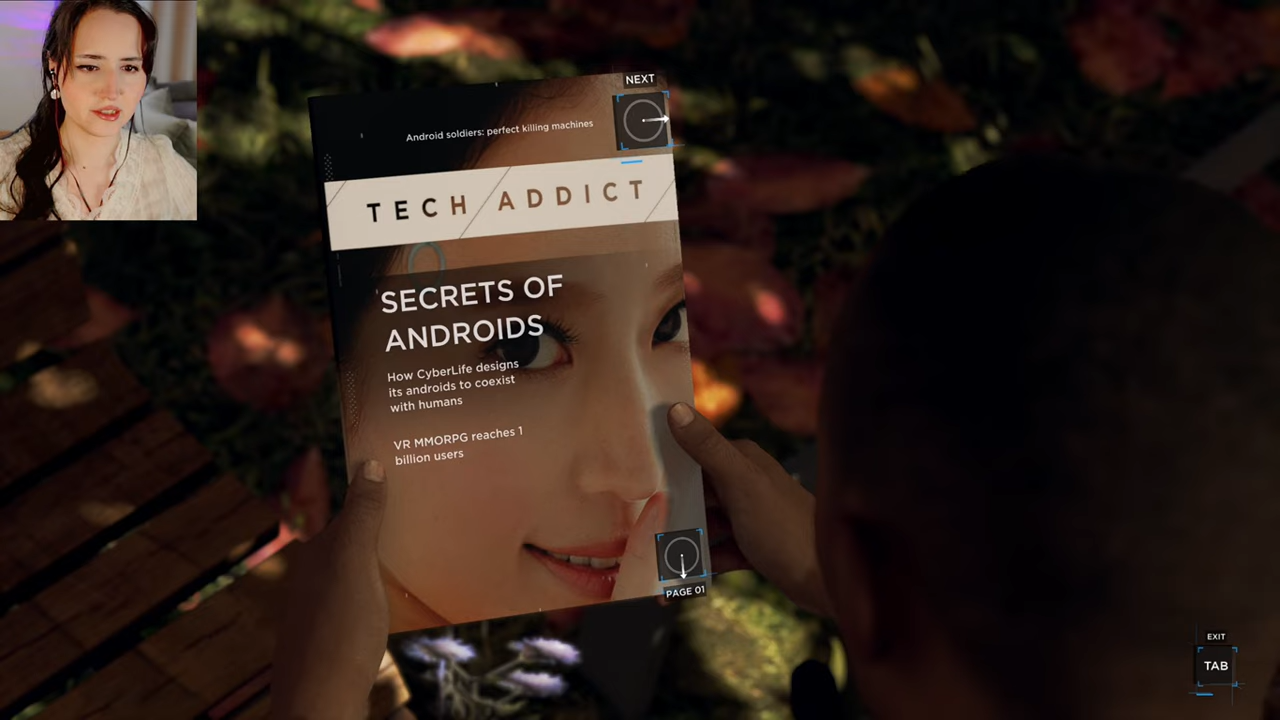 NEXT
Android soldiers: perfect killing machines
TECH ADDICT
SECRETS OF
ANDROIDS
How CyberLife designs
its androids to coexist
with humans
VR MMORPG reaches 1
billion users
PAGE 01
EXIT
TAB